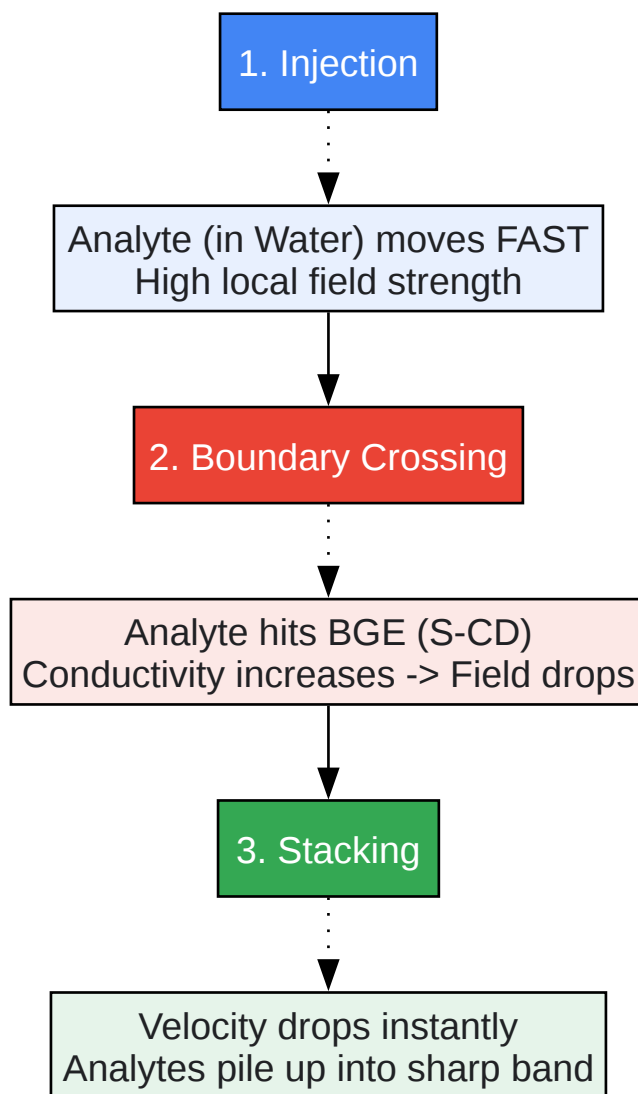 1. Injection
Analyte (in Water) moves FAST
High local field strength
2. Boundary Crossing
Analyte hits BGE (S-CD)
Conductivity increases -> Field drops
3. Stacking
Velocity drops instantly
Analytes pile up into sharp band